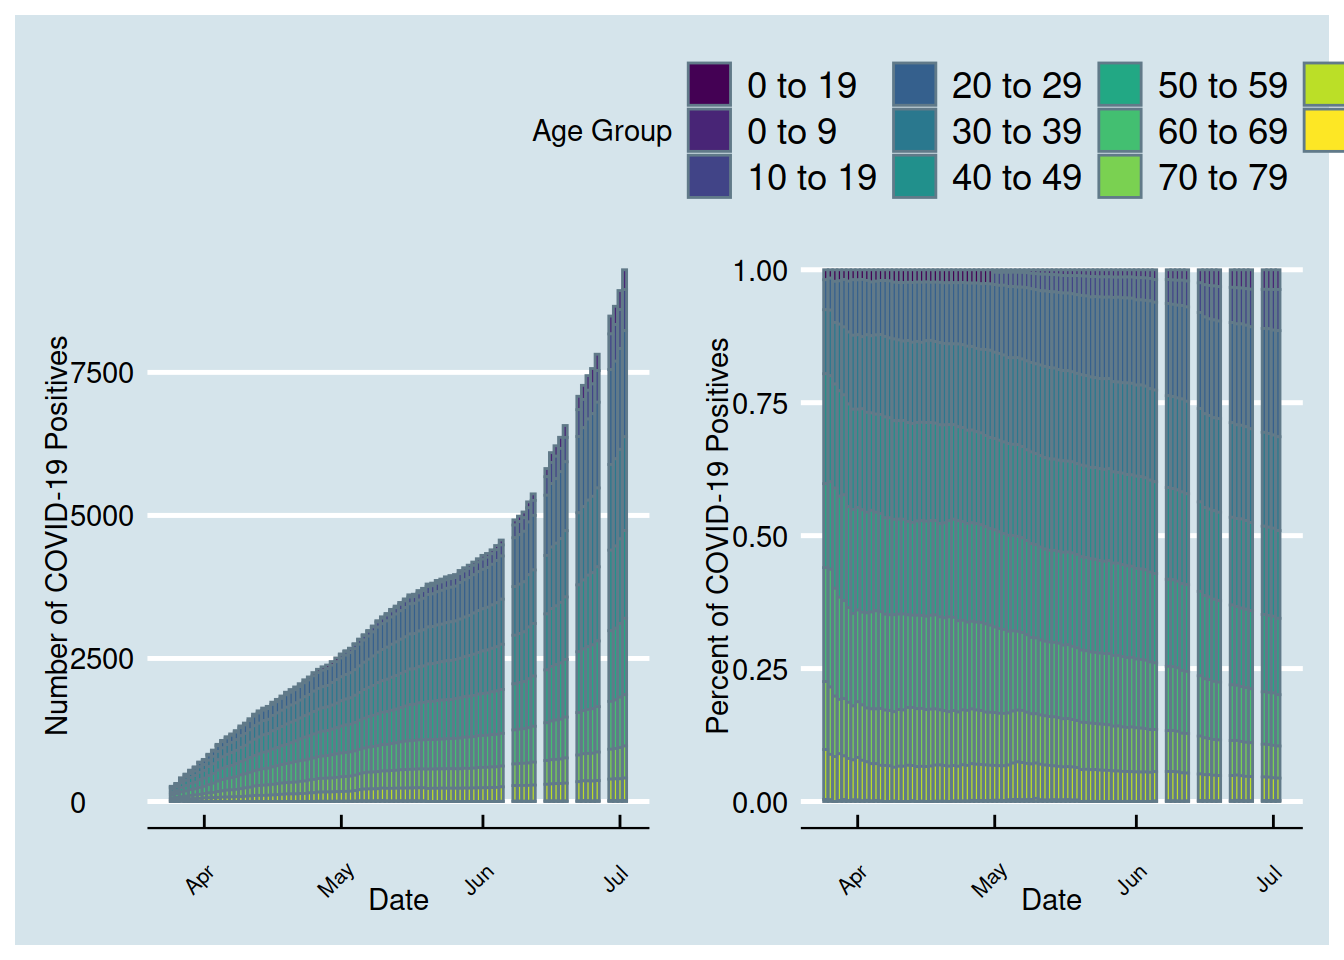 Age Group
0 to 19
0 to 9
10 to 19
20 to 29
30 to 39
40 to 49
50 to 59
60 to 69
70 to 79
Number of COVID-19 Positives
7500
5000
2500
0
Apr
May
Jun
Jul
Date
Percent of COVID-19 Positives
1.00
0.75
0.50
0.25
0.00
Apr
May
Jun
Jul
Date